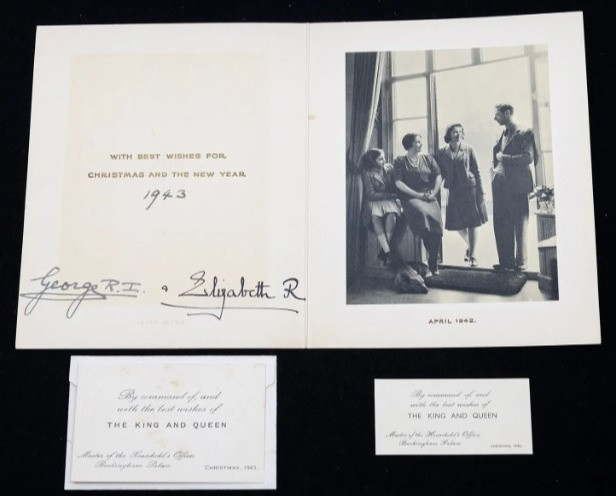 WITH BEST WISHES FOR
CHRISTMAS AND THE NEW YEAR
1943
George R.I. & Elizabeth R
APRIL 1942.
By command of, and
with the best wishes of
THE KING AND QUEEN
Master of the Household's Office,
Buckingham Palace. CHRISTMAS, 1943.
By command of, and
with the best wishes of
THE KING AND QUEEN
Master of the Household's Office,
Buckingham Palace. CHRISTMAS,